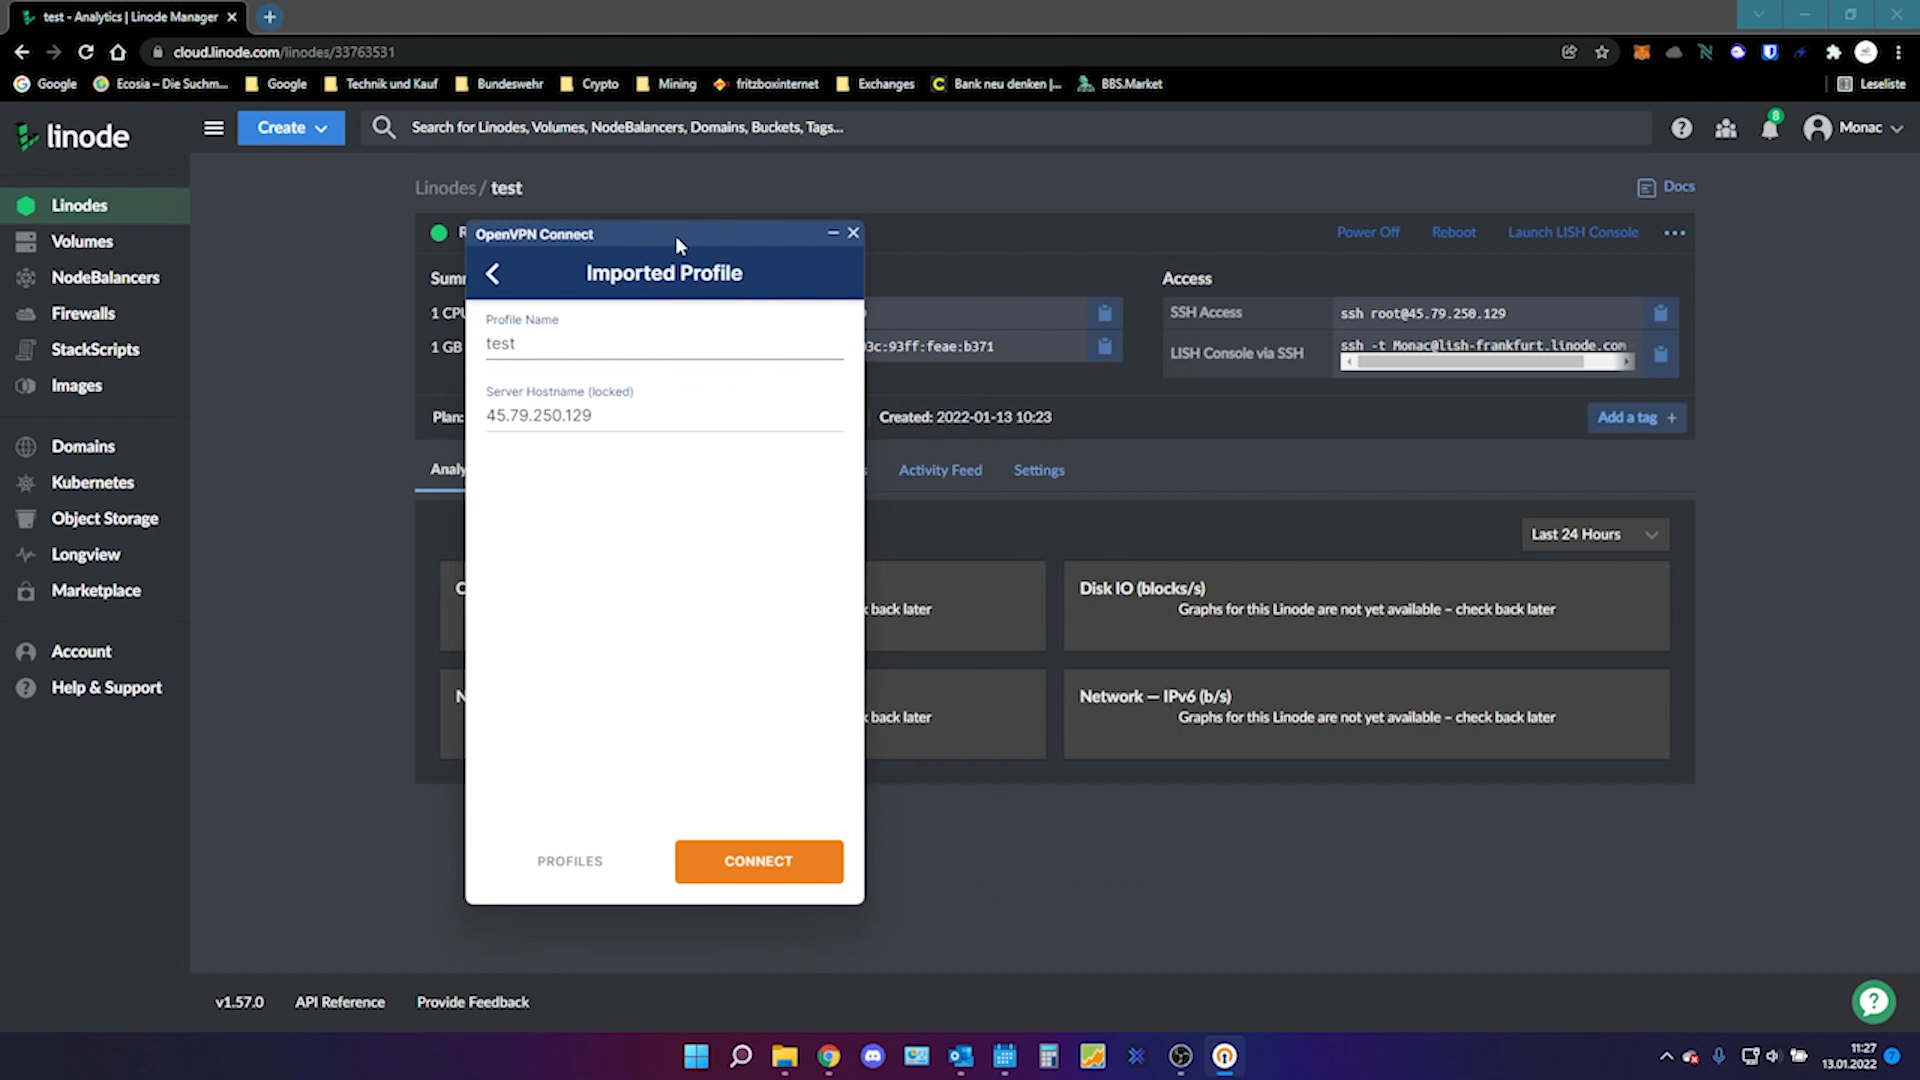 test - Analytics | Linode Manager
cloud.linode.com/linodes/33763531
Google
Ecosia – Die Suchm...
Google
Technik und Kauf
Bundeswehr
Crypto
Mining
fritzboxinternet
Exchanges
Bank neu denken |...
BBS.Market
Leseliste
linode
Create
Search for Linodes, Volumes, NodeBalancers, Domains, Buckets, Tags...
8
Monac
Linodes
Volumes
NodeBalancers
Firewalls
StackScripts
Images
Domains
Kubernetes
Object Storage
Longview
Marketplace
Account
Help & Support
Linodes / test
Docs
R
Power Off
Reboot
Launch LISH Console
Summ
1 CPU
1 GB
3c:93ff:feae:b371
Access
SSH Access
ssh root@45.79.250.129
LISH Console via SSH
ssh -t Monac@lish-frankfurt.linode.com
Plan:
Created: 2022-01-13 10:23
Add a tag +
Analy
s
Activity Feed
Settings
Last 24 Hours
C
k back later
Disk IO (blocks/s)
Graphs for this Linode are not yet available – check back later
N
k back later
Network — IPv6 (b/s)
Graphs for this Linode are not yet available – check back later
OpenVPN Connect
Imported Profile
Profile Name
test
Server Hostname (locked)
45.79.250.129
PROFILES
CONNECT
v1.57.0
API Reference
Provide Feedback
11:27
13.01.2022
7